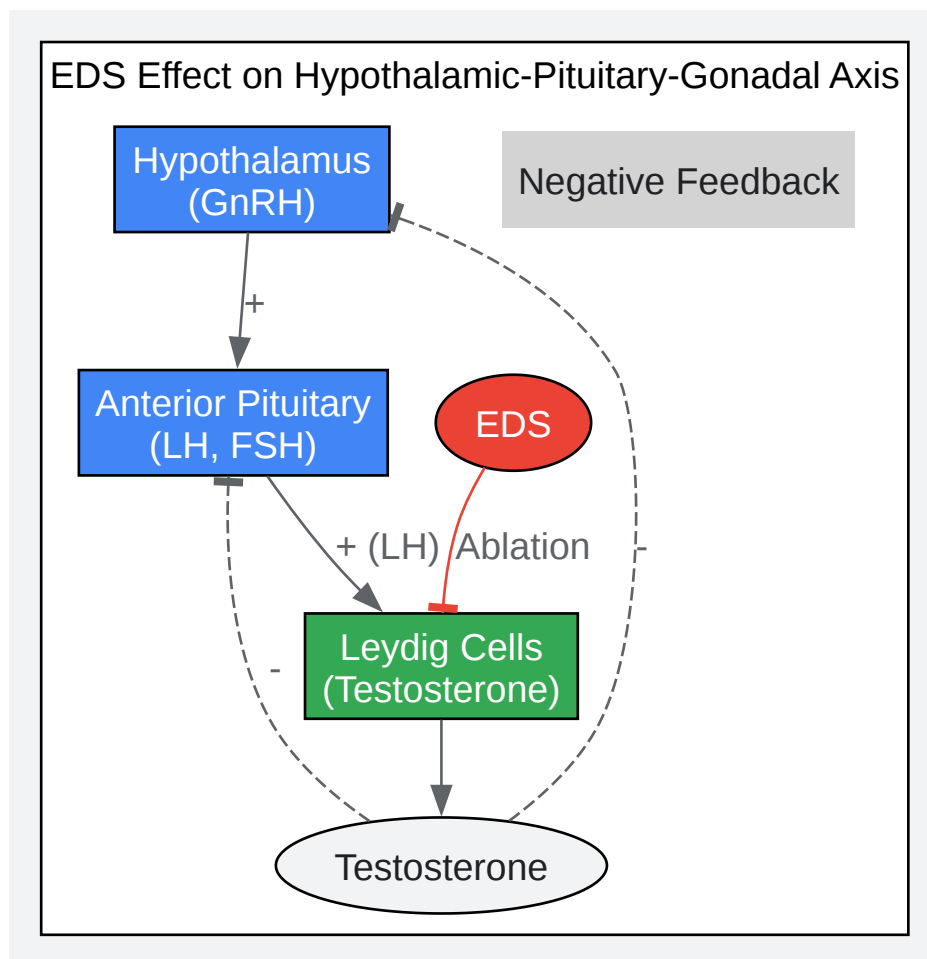 EDS Effect on Hypothalamic-Pituitary-Gonadal Axis
Hypothalamus
(GnRH)
Negative Feedback
+
Anterior Pituitary
(LH, FSH)
EDS
+ (LH)
Ablation
-
Leydig Cells
(Testosterone)
-
Testosterone